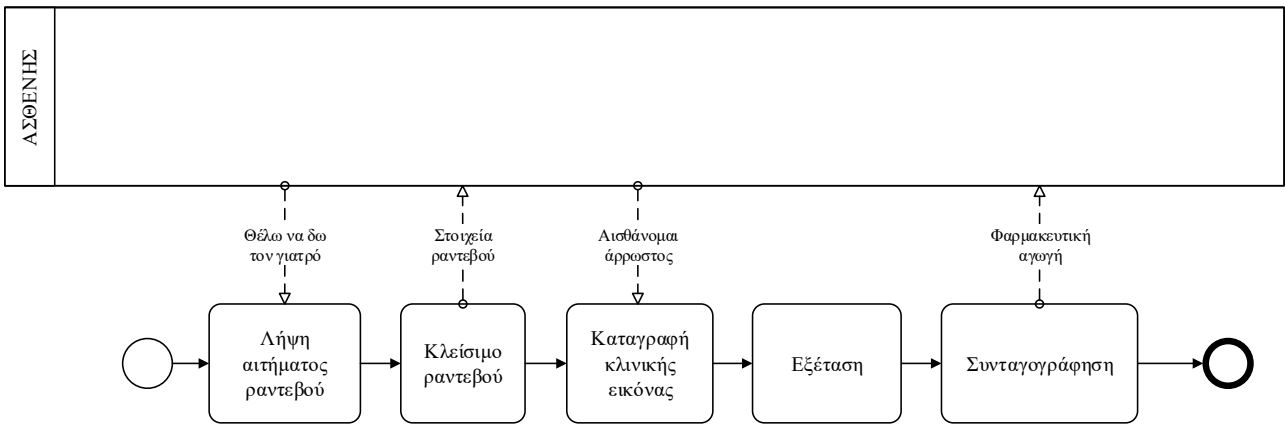 ΑΣΘΕΝΗΣ
Θέλω να δω
τον γιατρό
Στοιχεία
ραντεβού
Αισθάνομαι
άρρωστος
Φαρμακευτική
αγωγή
Λήψη
αιτήματος
ραντεβού
Κλείσιμο
ραντεβού
Καταγραφή
κλινικής
εικόνας
Εξέταση
Συνταγογράφηση